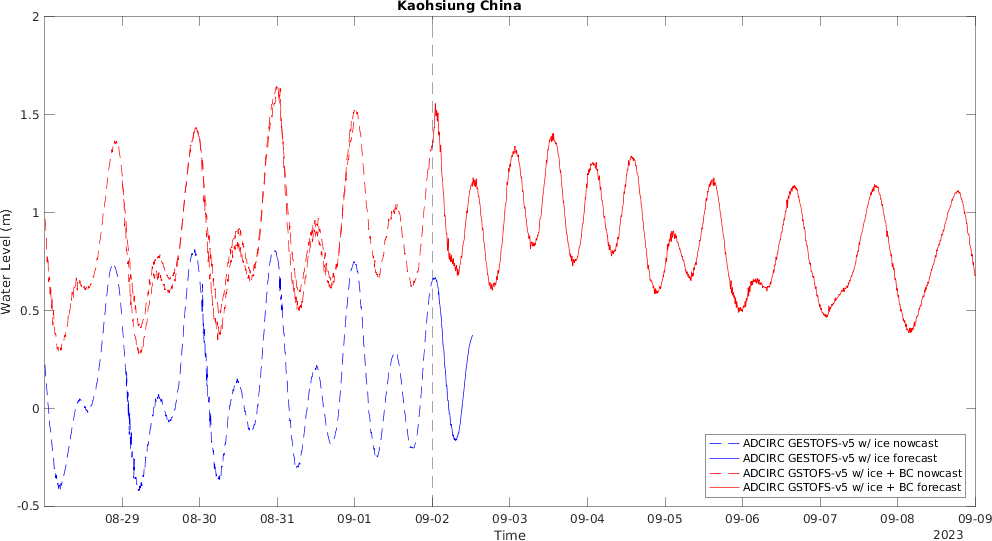 Kaohsiung China
2
1.5
1
0.5
0
-0.5
Water Level (m)
ADCIRC GESTOFS-v5 w/ ice nowcast
ADCIRC GESTOFS-v5 w/ ice forecast
ADCIRC GSTOFS-v5 w/ ice + BC nowcast
ADCIRC GSTOFS-v5 w/ ice + BC forecast
08-29 08-30 08-31 09-01 09-02 09-03 09-04 09-05 09-06 09-07 09-08 09-09
Time
2023